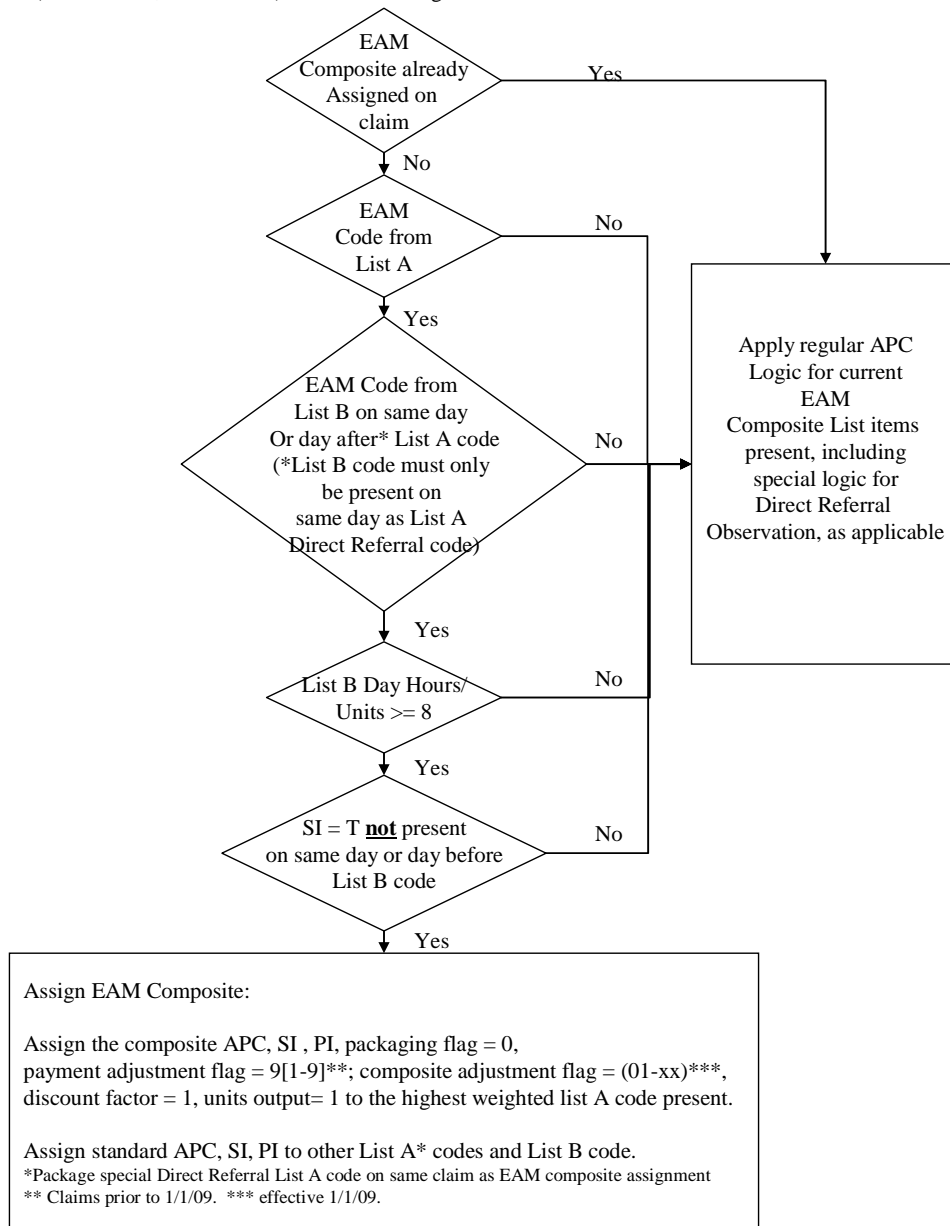 EAM
Composite already
Assigned on
claim
Yes
No
EAM
Code from
List A
No
Yes
EAM Code from
List B on same day
Or day after* List A code
(*List B code must only
be present on
same day as List A
Direct Referral code)
No
Apply regular APC
Logic for current
EAM
Composite List items
present, including
special logic for
Direct Referral
Observation, as applicable
Yes
List B Day Hours/
Units >= 8
No
Yes
SI = T not present
on same day or day before
List B code
No
Yes
Assign EAM Composite:
Assign the composite APC, SI , PI, packaging flag = 0,
payment adjustment flag = 9[1-9]**; composite adjustment flag = (01-xx)***,
discount factor = 1, units output= 1 to the highest weighted list A code present.
Assign standard APC, SI, PI to other List A* codes and List B code.
*Package special Direct Referral List A code on same claim as EAM composite assignment
** Claims prior to 1/1/09. *** effective 1/1/09.